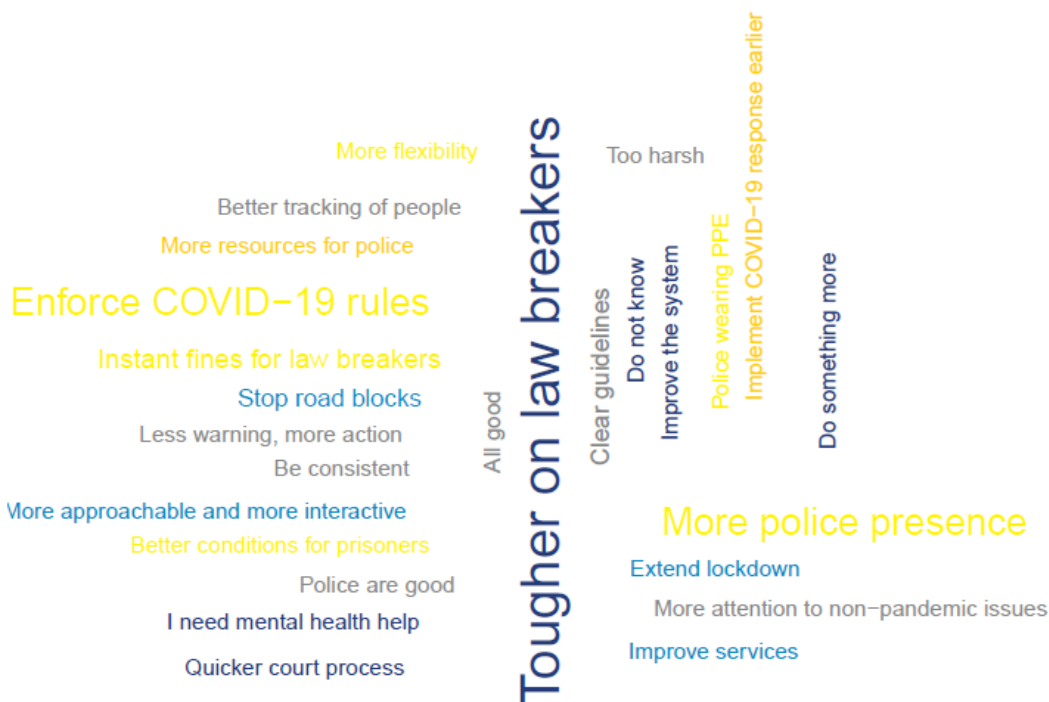 More flexibility
Better tracking of people
More resources for police
Enforce COVID−19 rules
Instant fines for law breakers
Stop road blocks
Less warning, more action
Be consistent
More approachable and more interactive
Better conditions for prisoners
Police are good
I need mental health help
Quicker court process
All good
Tougher on law breakers
Too harsh
Clear guidelines
Do not know
Improve the system
Police wearing PPE
Implement COVID−19 response earlier
Do something more
More police presence
Extend lockdown
More attention to non−pandemic issues
Improve services